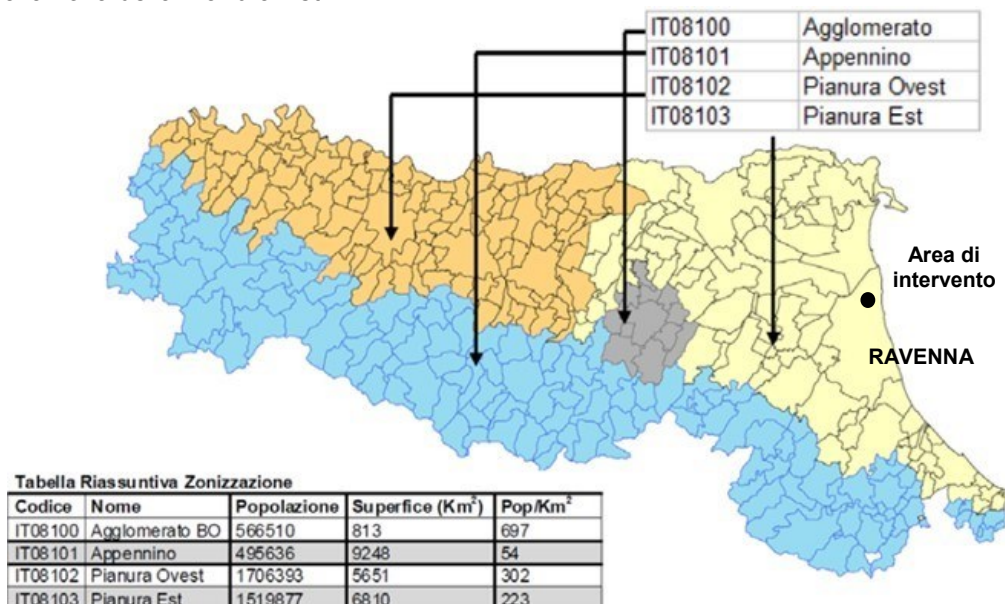 IT08100 Agglomerato
IT08101 Appennino
IT08102 Pianura Ovest
IT08103 Pianura Est
Area di
intervento
RAVENNA
Tabella Riassuntiva Zonizzazione
Codice Nome Popolazione Superfice (Km²) Pop/Km²
IT08100 Agglomerato BO 566510 813 697
IT08101 Appennino 495636 9248 54
IT08102 Pianura Ovest 1706393 5651 302
IT08103 Pianura Est 1519877 6810 223